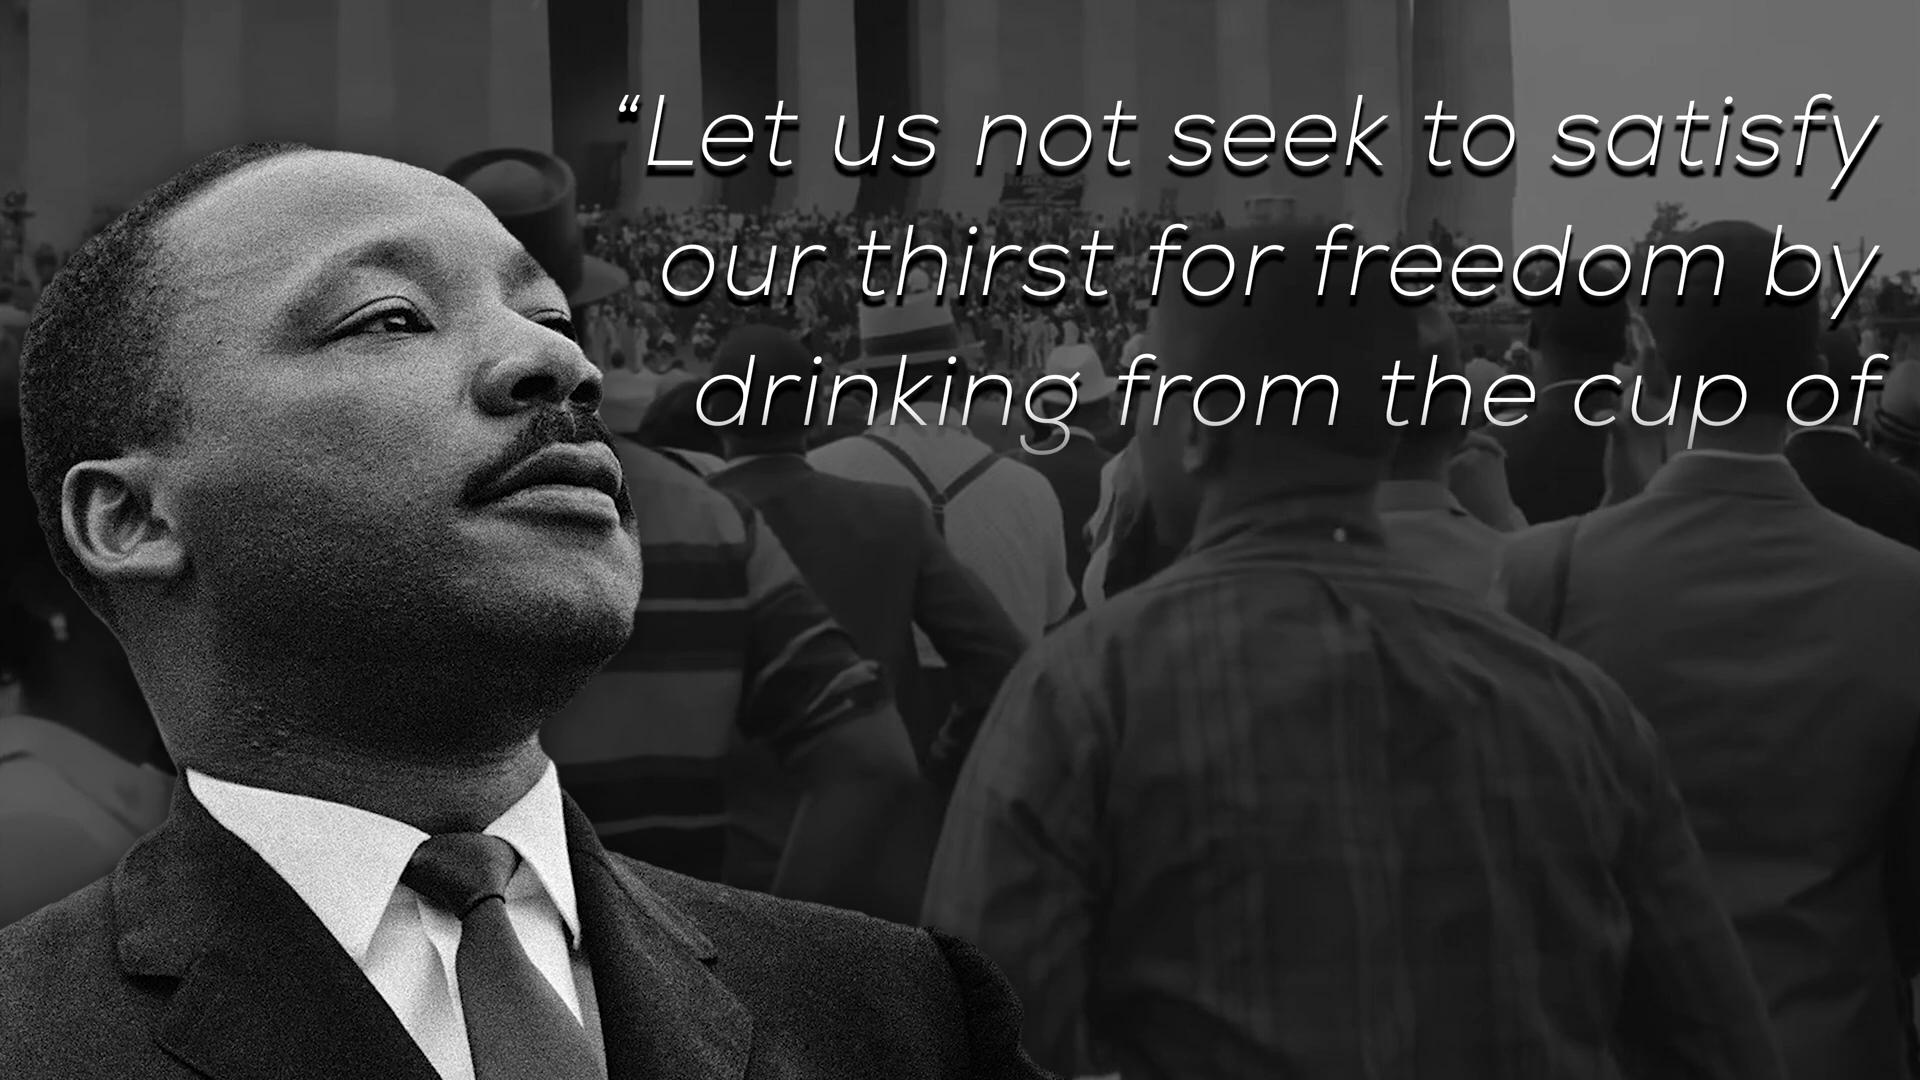 “Let us not seek to satisfy
our thirst for freedom by
drinking from the cup of